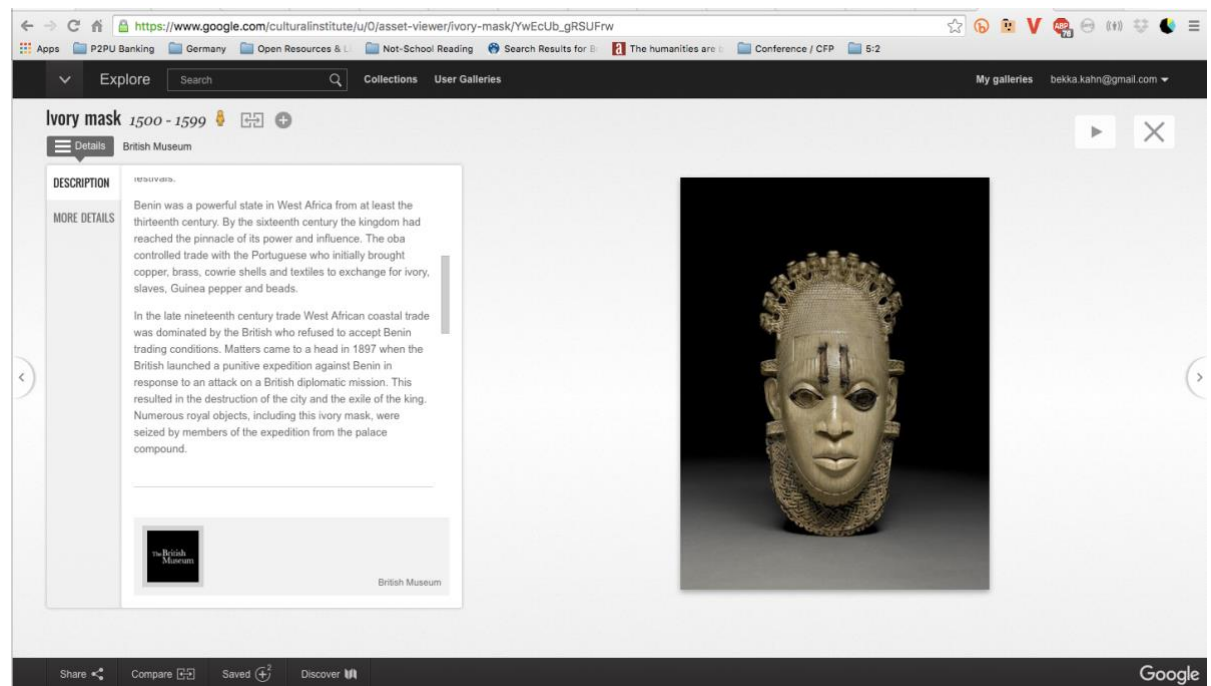 https://www.google.com/culturalinstitute/u/0/asset-viewer/ivory-mask/YwEcUb_gRSUFrw
Apps P2PU Banking Germany Open Resources & Li Not-School Reading Search Results for B The humanities are b Conference / CFP 5:2
Explore Search Collections User Galleries My galleries bekka.kahn@gmail.com
Ivory mask 1500 - 1599
Details British Museum
DESCRIPTION
MORE DETAILS
festivals.
Benin was a powerful state in West Africa from at least the
thirteenth century. By the sixteenth century the kingdom had
reached the pinnacle of its power and influence. The oba
controlled trade with the Portuguese who initially brought
copper, brass, cowrie shells and textiles to exchange for ivory,
slaves, Guinea pepper and beads.
In the late nineteenth century trade West African coastal trade
was dominated by the British who refused to accept Benin
trading conditions. Matters came to a head in 1897 when the
British launched a punitive expedition against Benin in
response to an attack on a British diplomatic mission. This
resulted in the destruction of the city and the exile of the king.
Numerous royal objects, including this ivory mask, were
seized by members of the expedition from the palace
compound.
The British
Museum
British Museum
Share Compare Saved 2 Discover Google